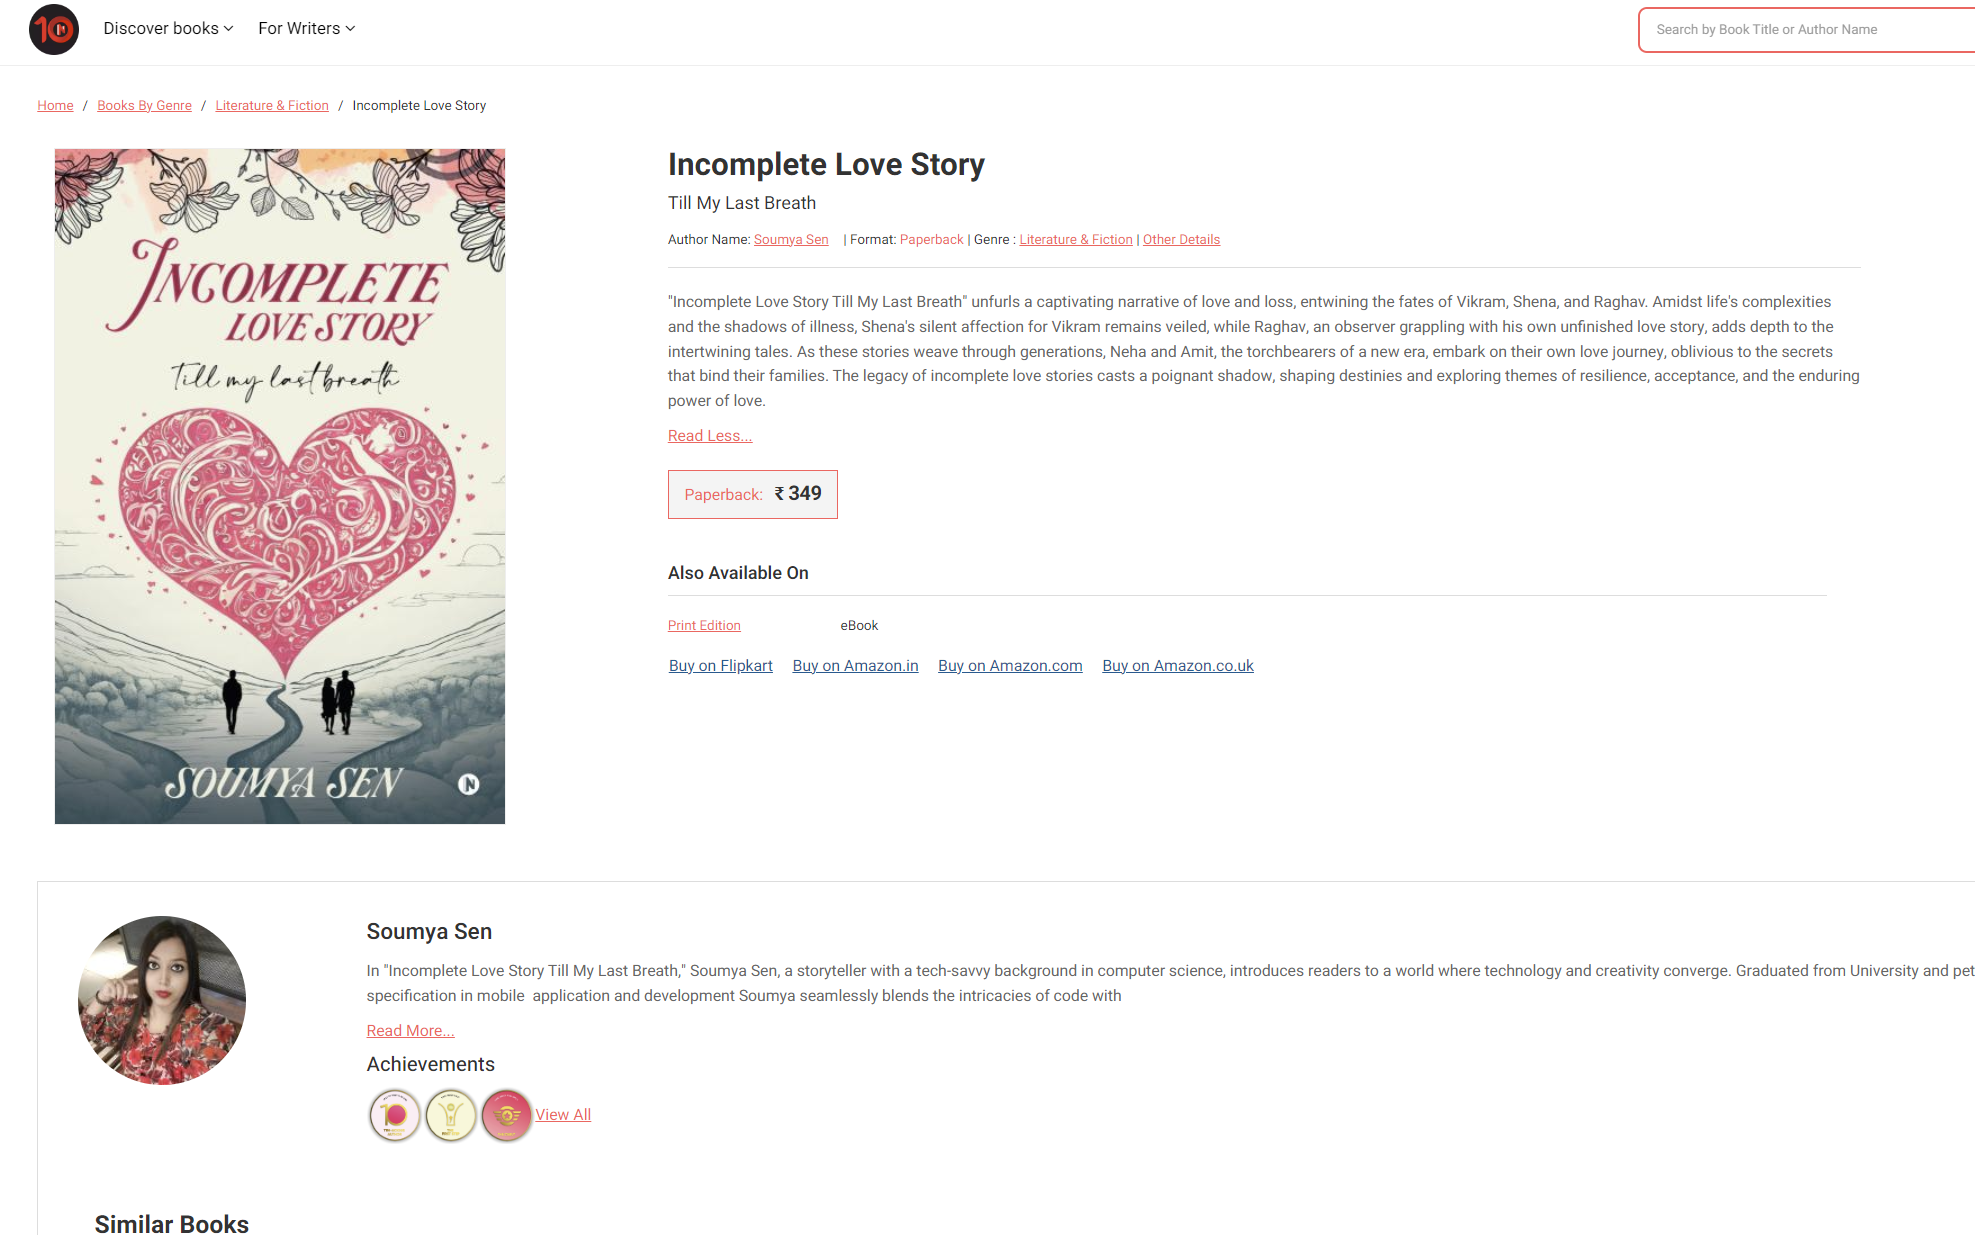 10
Discover books
For Writers
Search by Book Title or Author Name
Home / Books By Genre / Literature & Fiction / Incomplete Love Story
INCOMPLETE
LOVE STORY
Till my last breath
SOUMYA SEN
N
Incomplete Love Story
Till My Last Breath
Author Name: Soumya Sen | Format: Paperback | Genre : Literature & Fiction | Other Details
"Incomplete Love Story Till My Last Breath" unfurls a captivating narrative of love and loss, entwining the fates of Vikram, Shena, and Raghav. Amidst life's complexities
and the shadows of illness, Shena's silent affection for Vikram remains veiled, while Raghav, an observer grappling with his own unfinished love story, adds depth to the
intertwining tales. As these stories weave through generations, Neha and Amit, the torchbearers of a new era, embark on their own love journey, oblivious to the secrets
that bind their families. The legacy of incomplete love stories casts a poignant shadow, shaping destinies and exploring themes of resilience, acceptance, and the enduring
power of love.
Read Less...
Paperback: ₹ 349
Also Available On
Print Edition eBook
Buy on Flipkart Buy on Amazon.in Buy on Amazon.com Buy on Amazon.co.uk
Soumya Sen
In "Incomplete Love Story Till My Last Breath," Soumya Sen, a storyteller with a tech-savvy background in computer science, introduces readers to a world where technology and creativity converge. Graduated from University and pet
specification in mobile  application and development Soumya seamlessly blends the intricacies of code with
Read More...
Achievements
10
View All
Similar Books